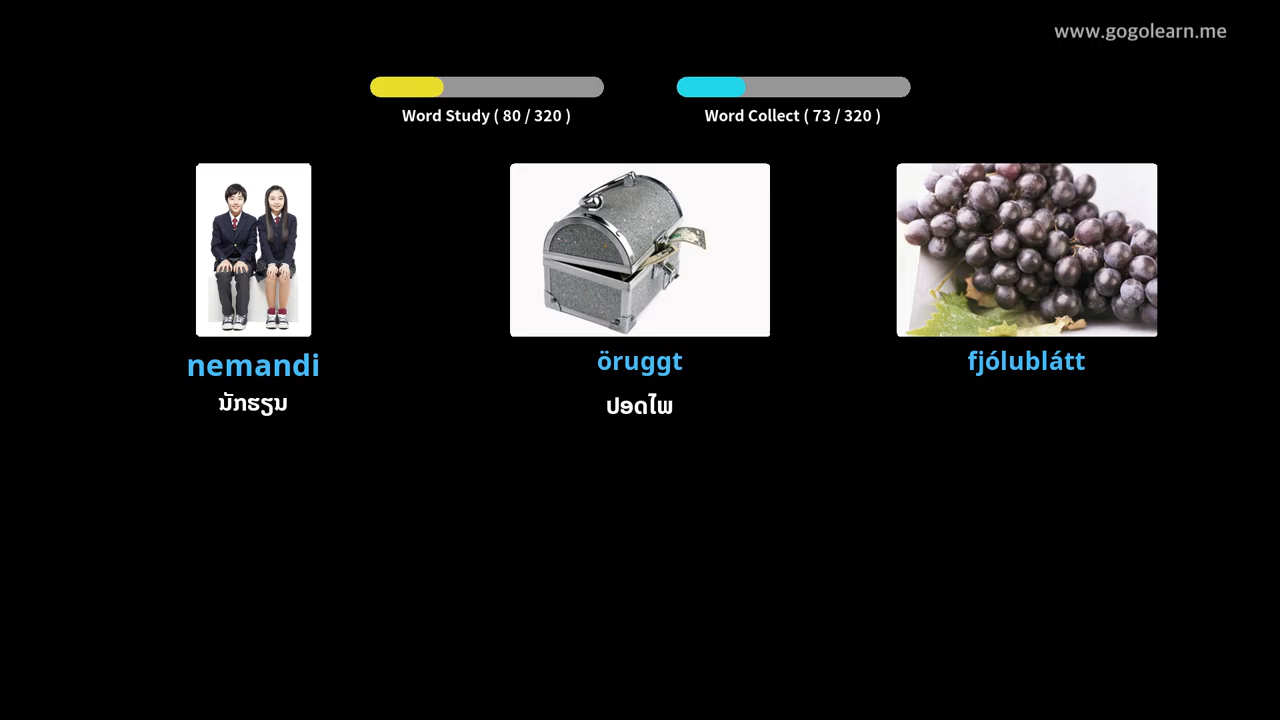 www.gogolearn.me
Word Study ( 80 / 320 )
Word Collect ( 73 / 320 )
nemandi
ນັກຮຽນ
öruggt
ປອດໄພ
fjólublátt